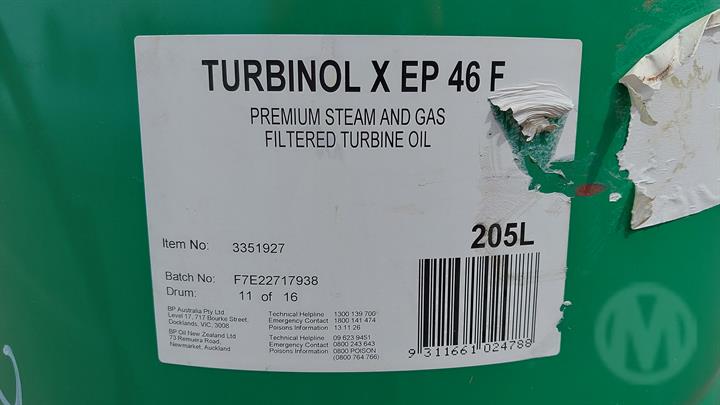 TURBINOL X EP 46 F
PREMIUM STEAM AND GAS
FILTERED TURBINE OIL
205L
Item No: 3351927
Batch No: F7E22717938
Drum: 11 of 16
BP Australia Pty Ltd
Level 17, 717 Bourke Street.
Docklands, VIC, 3008
BP Oil New Zealand Ltd
73 Remuera Road,
Newmarket, Auckland
Technical Helpline 1300 139 700
Emergency Contact 1800 141 474
Poisons Information 13 11 26
Technical Helpline 09 623 9451
Emergency Contact 0800 243 643
Poisons Information 0800 POISON
(0800 764 766)
9 311661 024788
M